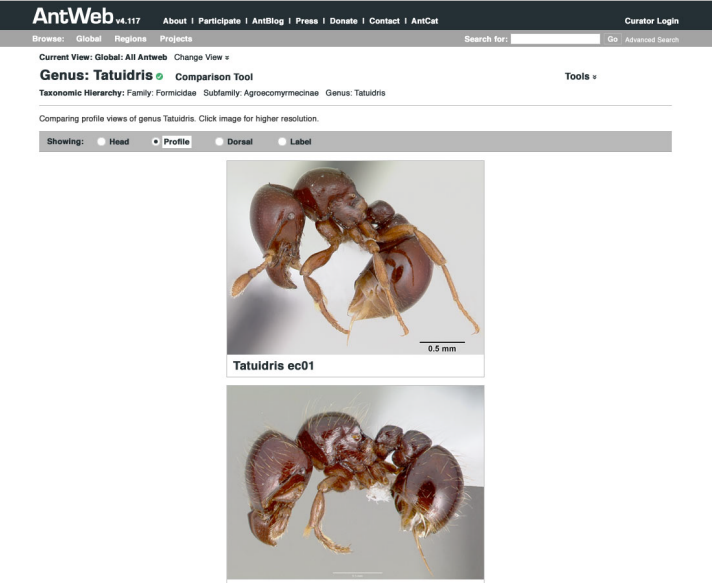 AntWeb v4.117 About | Participate | AntBlog | Press | Donate | Contact | AntCat Curator Login
Browse: Global Regions Projects Search for: Go Advanced Search
Current View: Global: All Antweb Change View
Genus: Tatuidris Comparison Tool Tools
Taxonomic Hierarchy: Family: Formicidae Subfamily: Agroecomyrmecinae Genus: Tatuidris
Comparing profile views of genus Tatuidris. Click image for higher resolution.
Showing: Head Profile Dorsal Label
0.5 mm
Tatuidris ec01